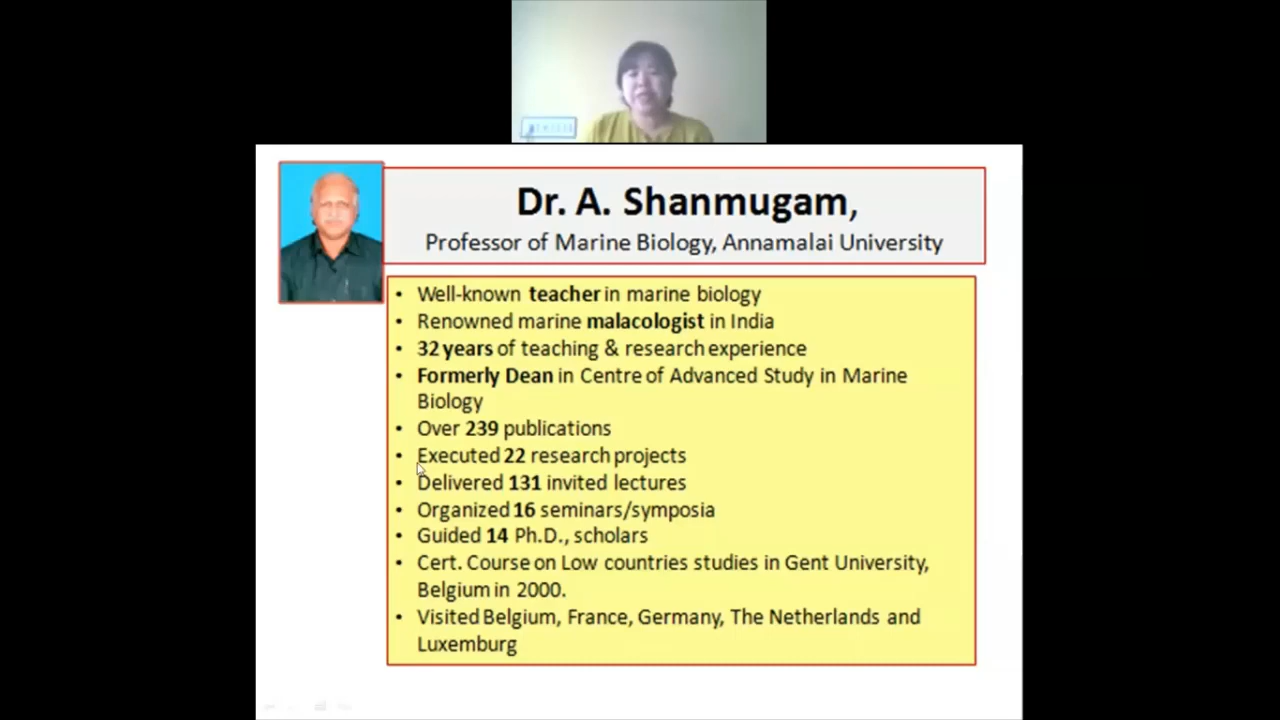 Dr. A. Shanmugam,
Professor of Marine Biology, Annamalai University
• Well-known teacher in marine biology
• Renowned marine malacologist in India
• 32 years of teaching & research experience
• Formerly Dean in Centre of Advanced Study in Marine
Biology
• Over 239 publications
• Executed 22 research projects
• Delivered 131 invited lectures
• Organized 16 seminars/symposia
• Guided 14 Ph.D., scholars
• Cert. Course on Low countries studies in Gent University,
Belgium in 2000.
• Visited Belgium, France, Germany, The Netherlands and
Luxemburg